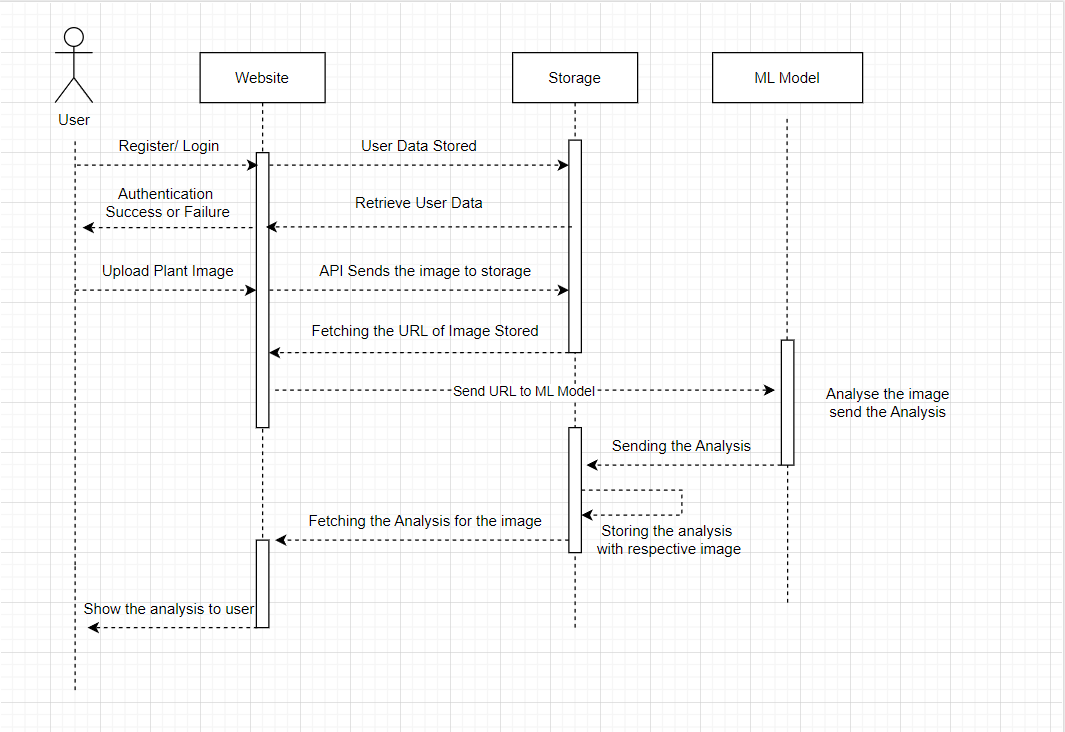 Website
Storage
ML Model
User
Register/ Login
User Data Stored
Authentication
Success or Failure
Retrieve User Data
Upload Plant Image
API Sends the image to storage
Fetching the URL of Image Stored
Send URL to ML Model
Analyse the image
send the Analysis
Sending the Analysis
Fetching the Analysis for the image
Storing the analysis
with respective image
Show the analysis to user